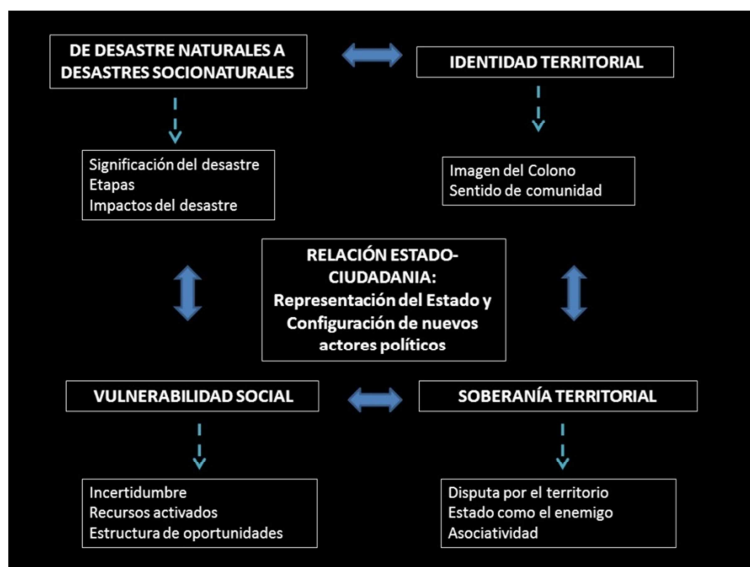 DE DESASTRE NATURALES A
DESASTRES SOCIONATURALES
IDENTIDAD TERRITORIAL
Significación del desastre
Etapas
Impactos del desastre
Imagen del Colono
Sentido de comunidad
RELACIÓN ESTADO-
CIUDADANIA:
Representación del Estado y
Configuración de nuevos
actores políticos
VULNERABILIDAD SOCIAL
SOBERANÍA TERRITORIAL
Incertidumbre
Recursos activados
Estructura de oportunidades
Disputa por el territorio
Estado como el enemigo
Asociatividad